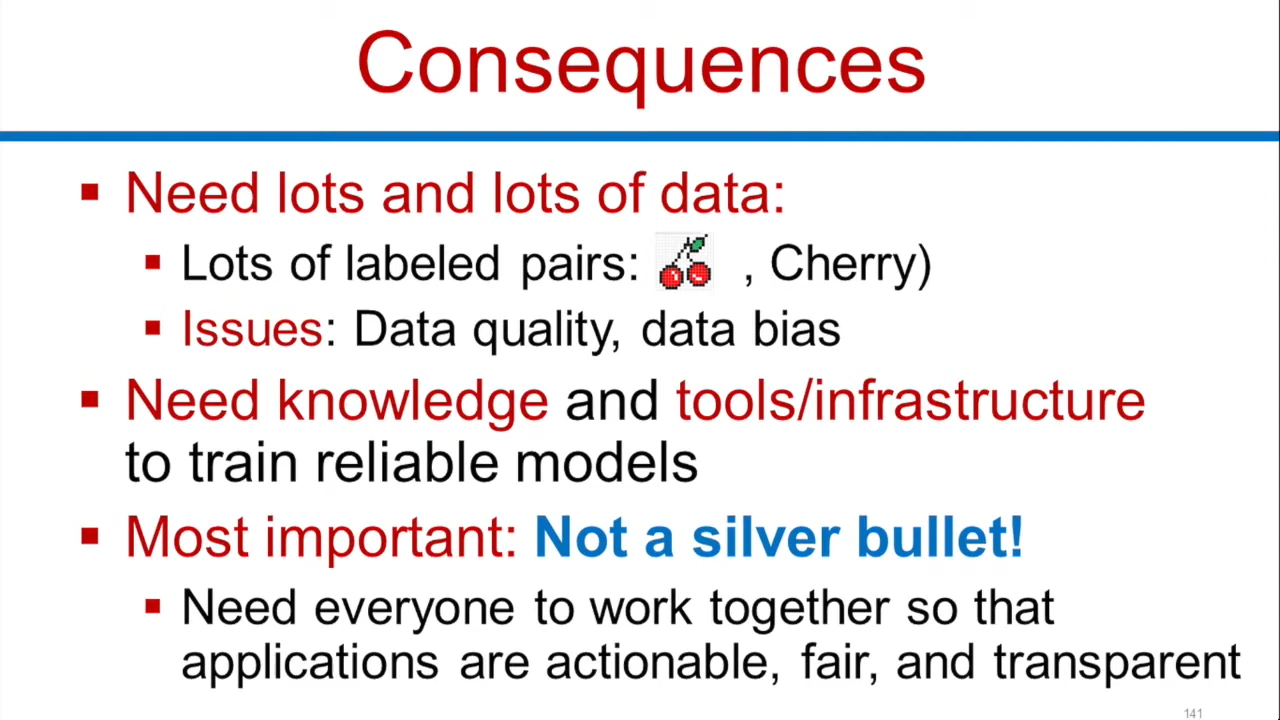 Consequences
Need lots and lots of data:
Lots of labeled pairs: , Cherry)
Issues: Data quality, data bias
Need knowledge and tools/infrastructure
to train reliable models
Most important: Not a silver bullet!
Need everyone to work together so that
applications are actionable, fair, and transparent
141